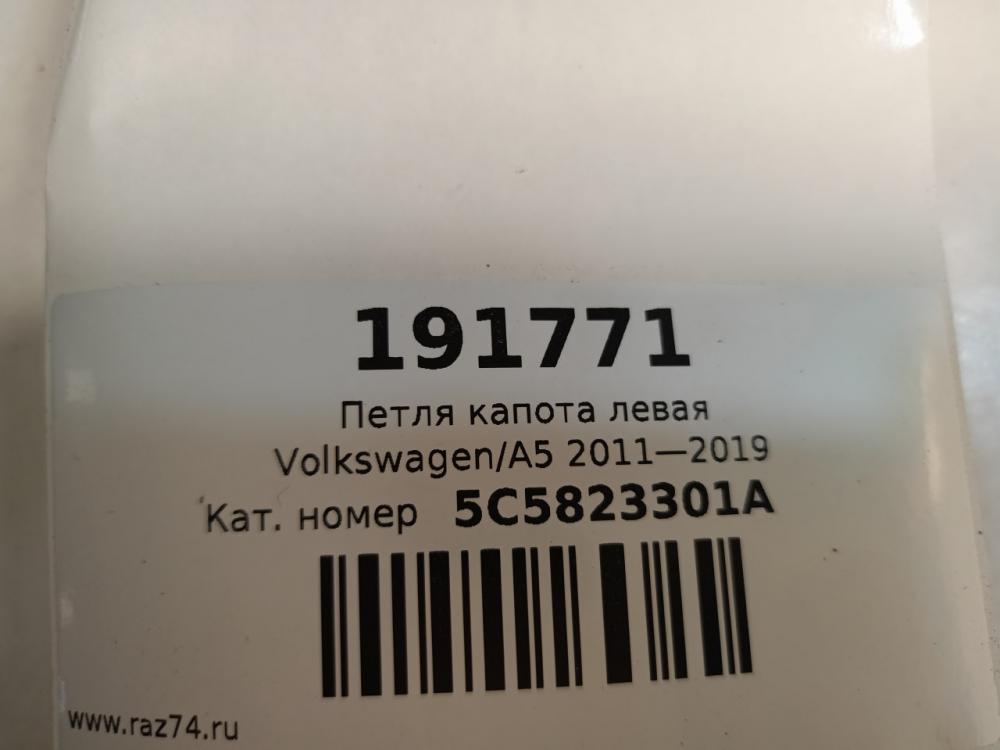 191771
Петля капота левая
Volkswagen/A5 2011—2019
Кат. номер 5C5823301A
www.raz74.ru